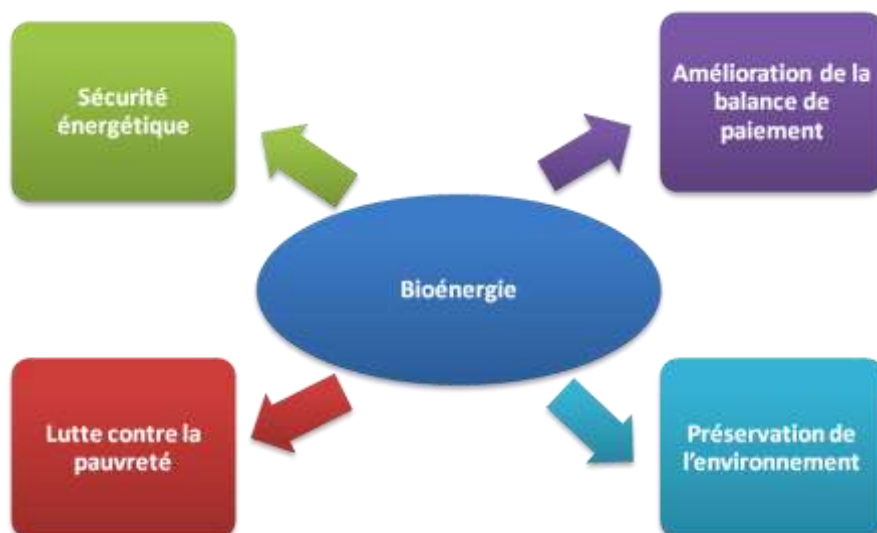 Sécurité
énergétique
Amélioration de la
balance de
paiement
Bioénergie
Lutte contre la
pauvreté
Préservation de
l'environnement